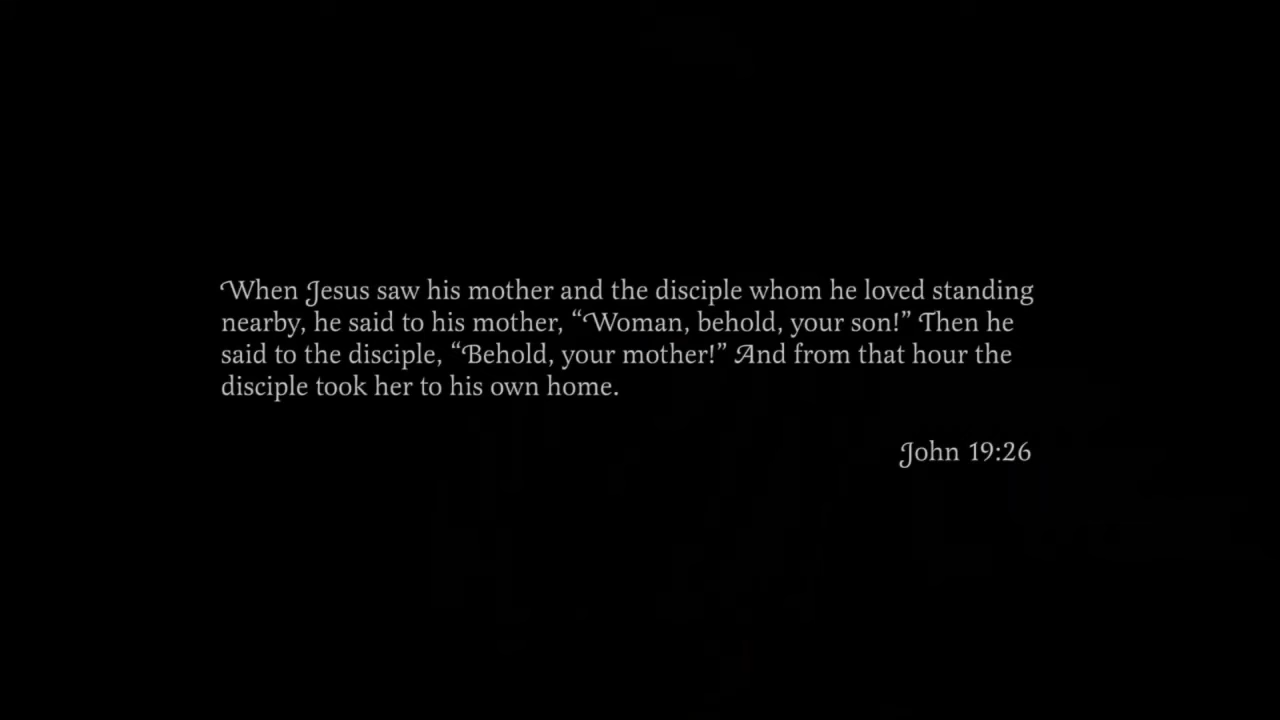 When Jesus saw his mother and the disciple whom he loved standing
nearby, he said to his mother, “Woman, behold, your son!” Then he
said to the disciple, “Behold, your mother!” And from that hour the
disciple took her to his own home.
John 19:26